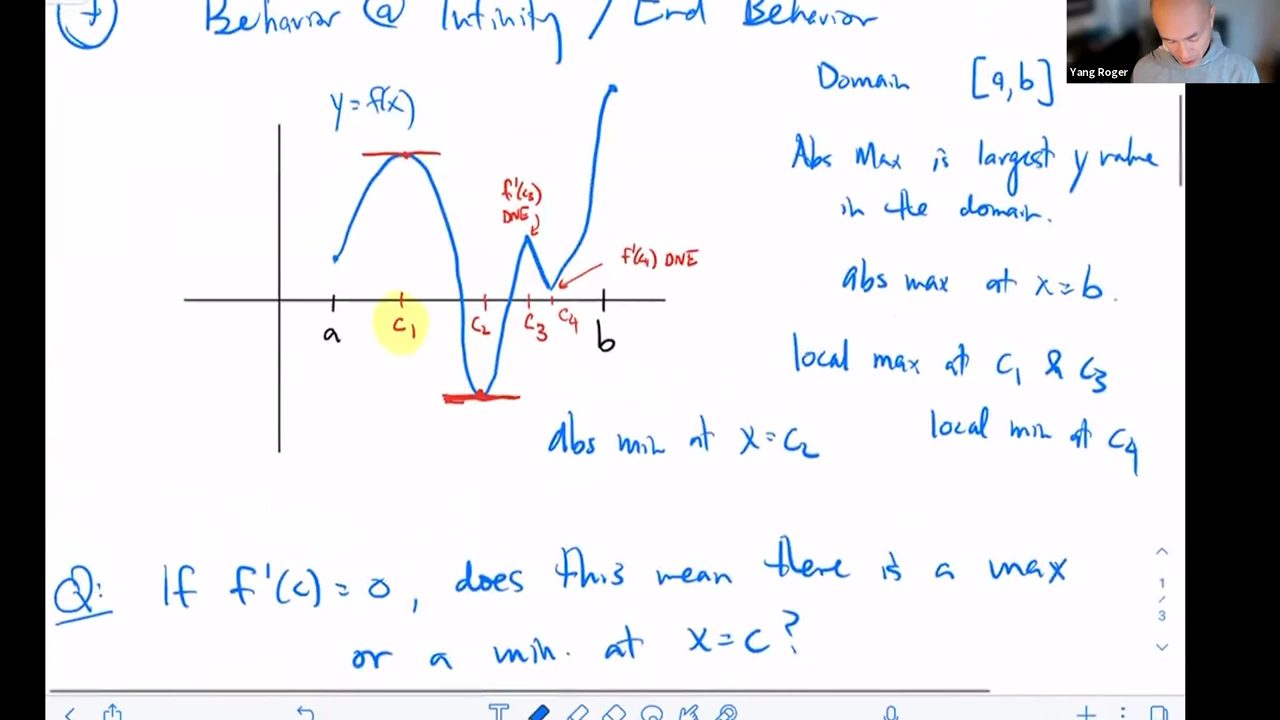 Behavior @ Infinity / End Behavior
Yang Roger
y = f(x)
Domain [a,b]
Abs Max is largest y value
in the domain.
f'(c3)
DNE
f'(c4) DNE
abs max at x = b.
a
c1
c2
c3
c4
b
local max at c1 & c3
local min at c4
abs min at x = c2
Q: If f'(c) = 0, does this mean there is a max
or a min. at x = c?
1
/
3